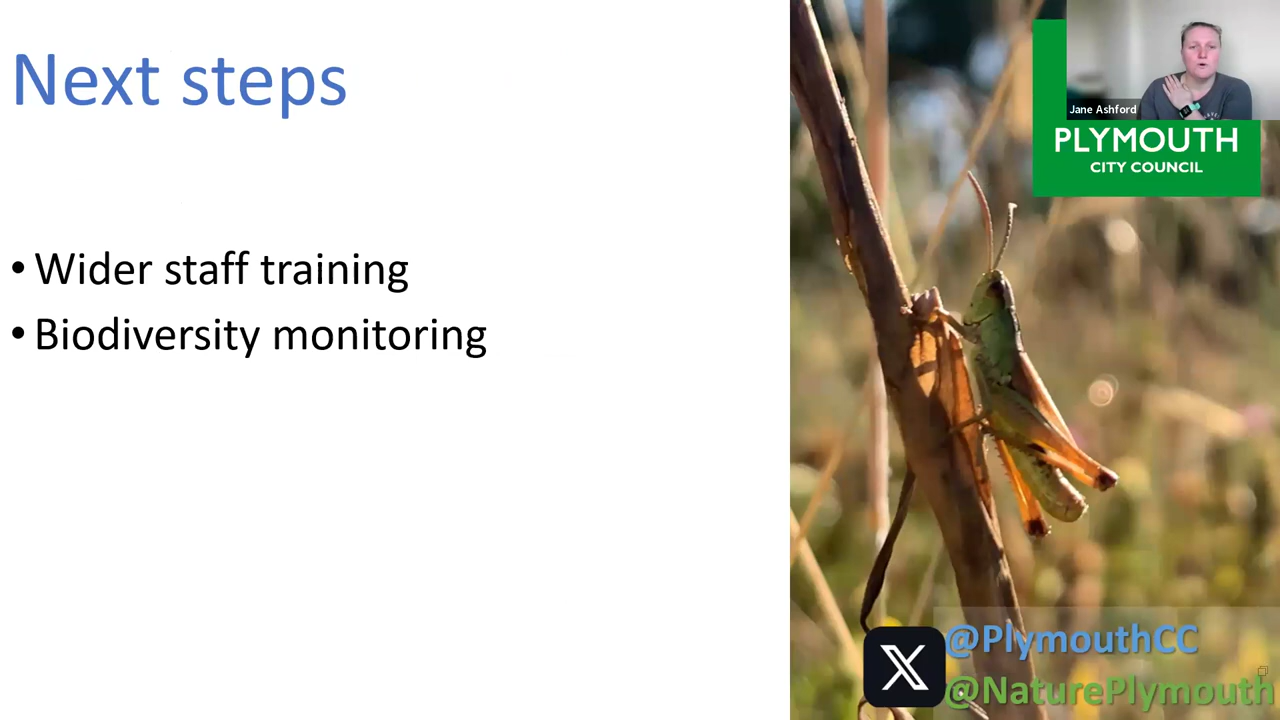 Next steps
• Wider staff training
• Biodiversity monitoring
Jane Ashford
PLYMOUTH
CITY COUNCIL
@PlymouthCC
@NaturePlymouth